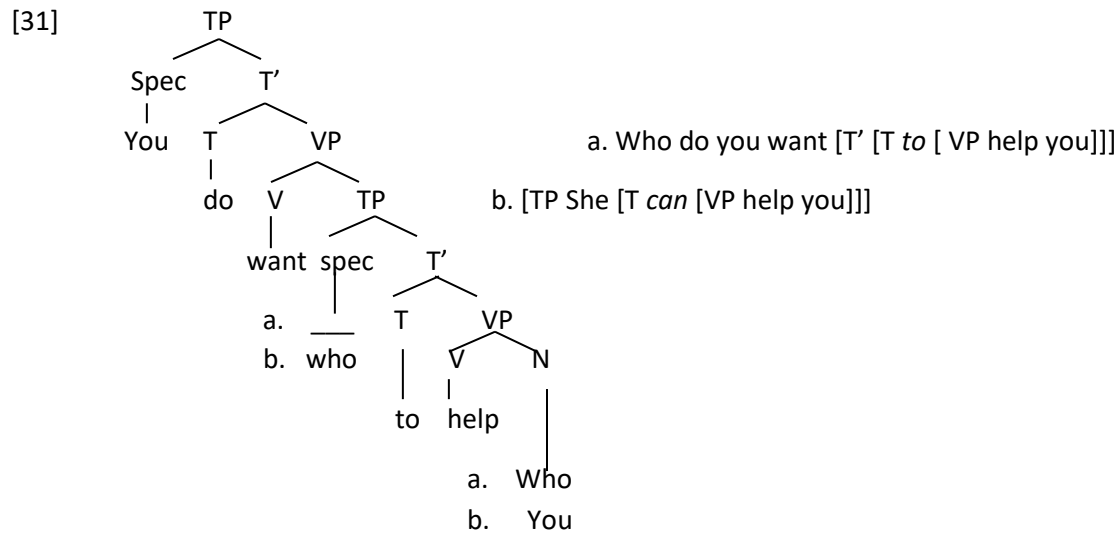 [31] TP
Spec T’
You T VP a. Who do you want [T’ [T to [ VP help you]]]
do V TP b. [TP She [T can [VP help you]]]
want spec T’
a. ____ T VP
b. who V N
to help
a. Who
b. You